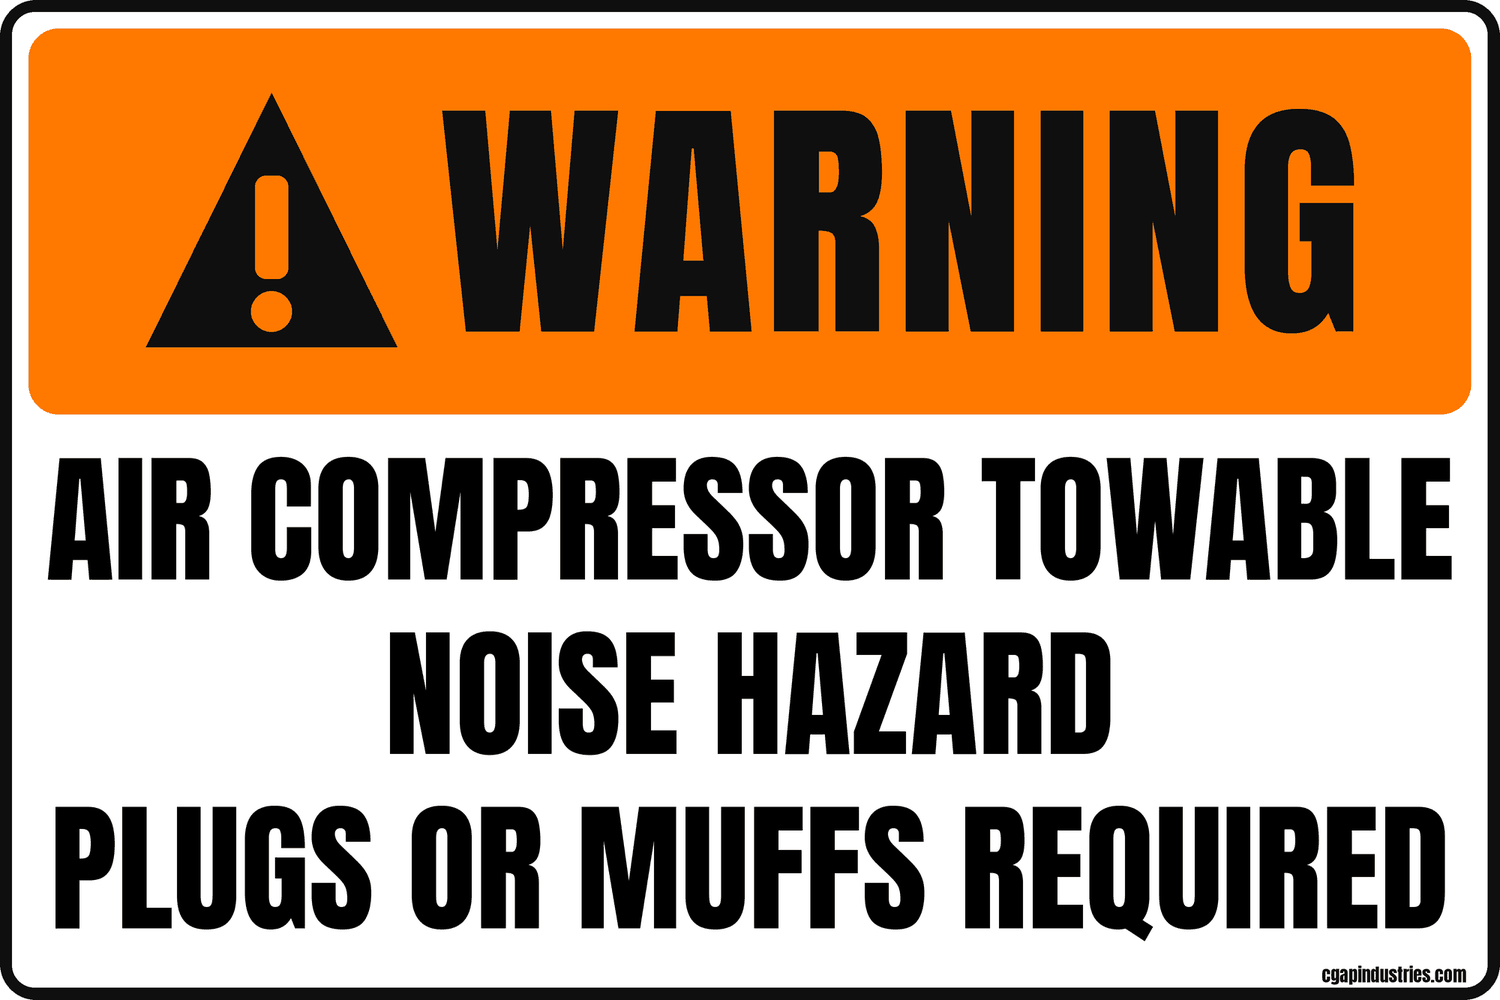 WARNING
AIR COMPRESSOR TOWABLE
NOISE HAZARD
PLUGS OR MUFFS REQUIRED
cgapindustries.com